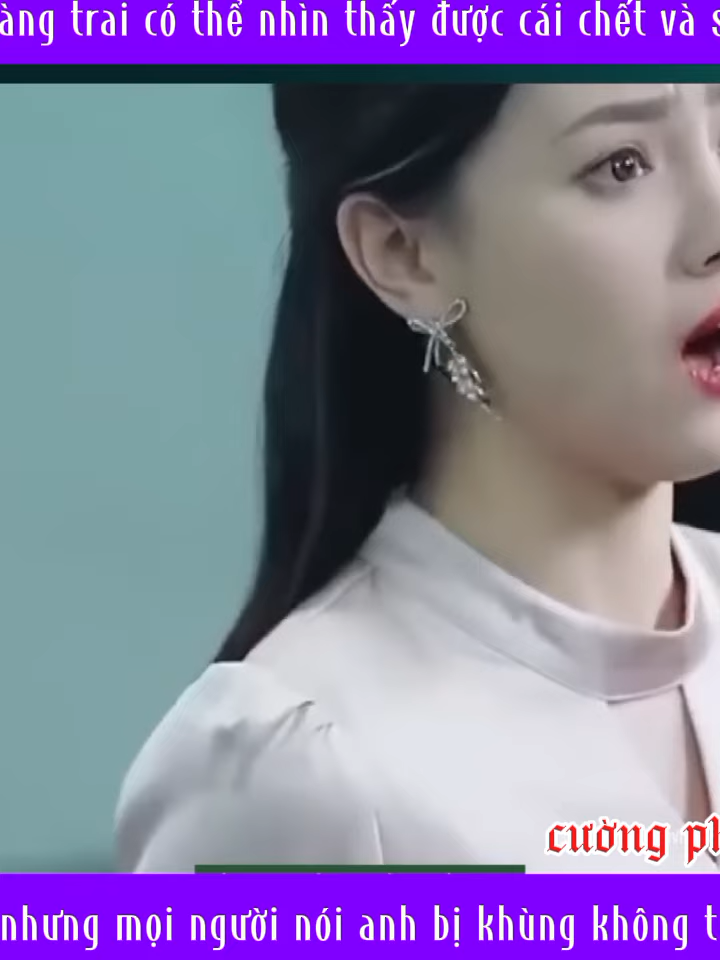 àng trai có thể nhìn thấy được cái chết và s
cường ph
nhưng mọi người nói anh bị khùng không t